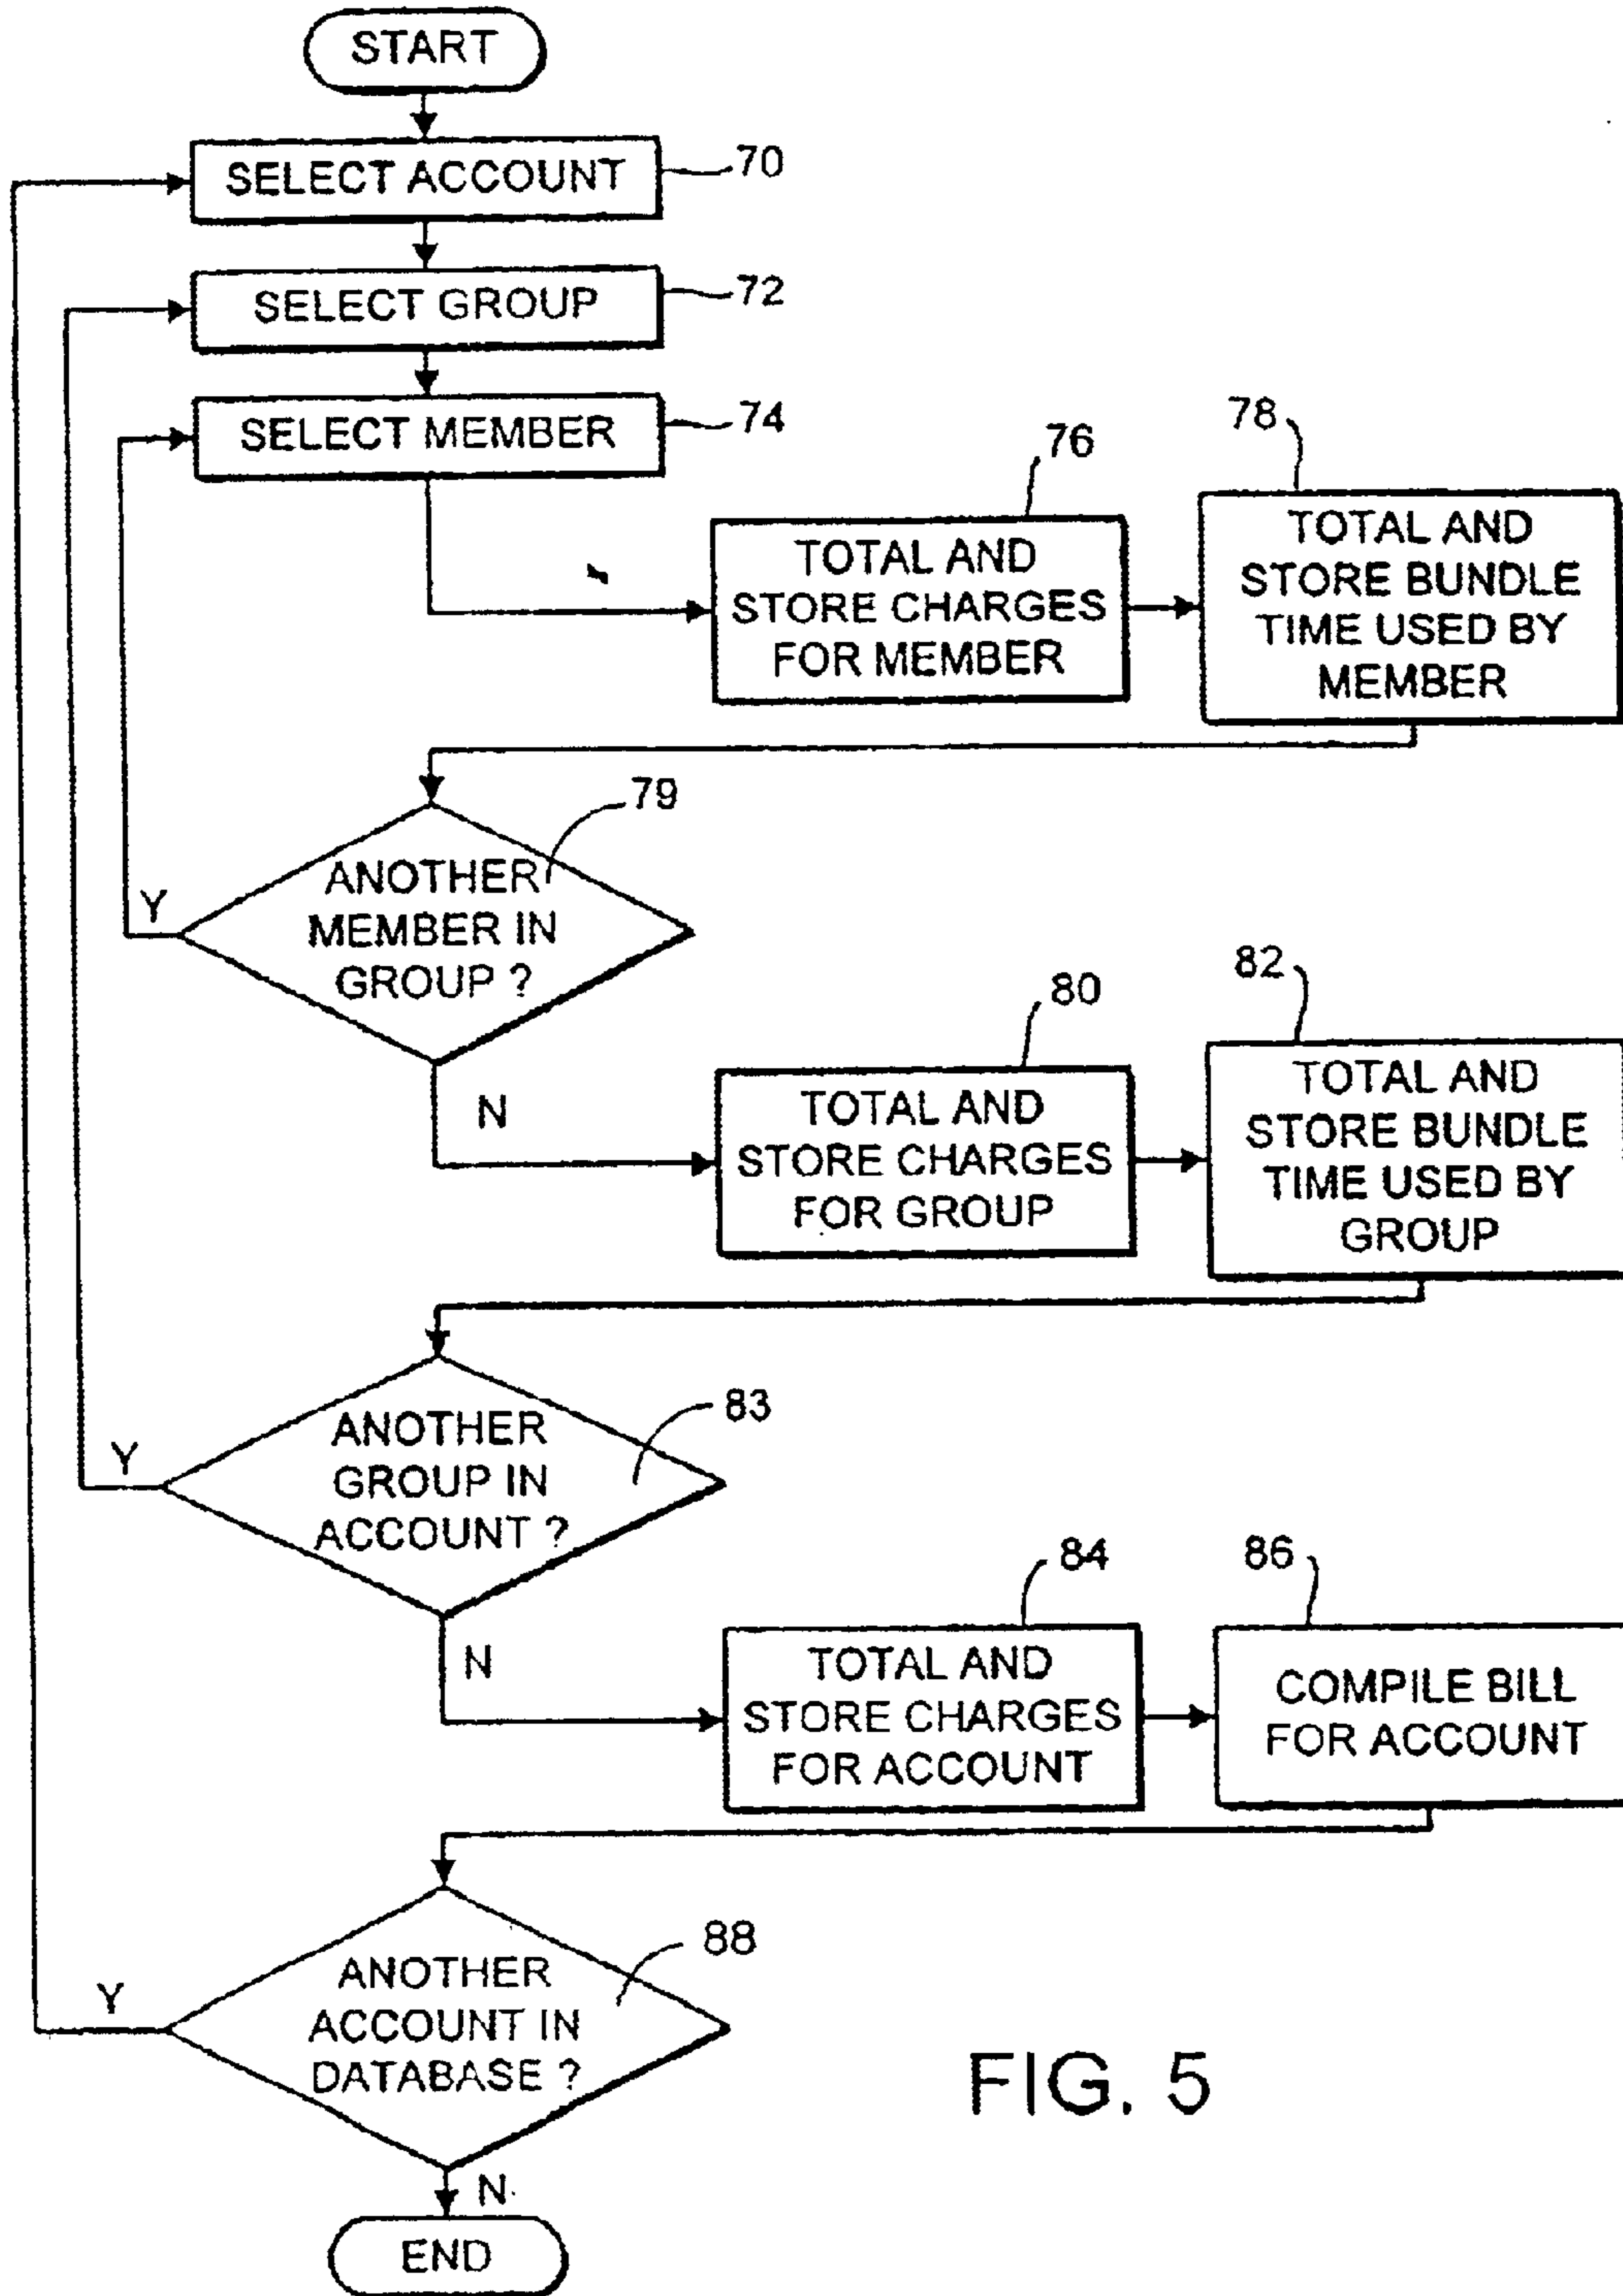 START
SELECT ACCOUNT
70
SELECT GROUP
72
SELECT MEMBER
74
76
TOTAL AND
STORE CHARGES
FOR MEMBER
78
TOTAL AND
STORE BUNDLE
TIME USED BY
MEMBER
79
ANOTHER
MEMBER IN
GROUP ?
Y
N
80
TOTAL AND
STORE CHARGES
FOR GROUP
82
TOTAL AND
STORE BUNDLE
TIME USED BY
GROUP
83
ANOTHER
GROUP IN
ACCOUNT ?
Y
N
84
TOTAL AND
STORE CHARGES
FOR ACCOUNT
86
COMPILE BILL
FOR ACCOUNT
88
ANOTHER
ACCOUNT IN
DATABASE ?
Y
N
END
FIG. 5